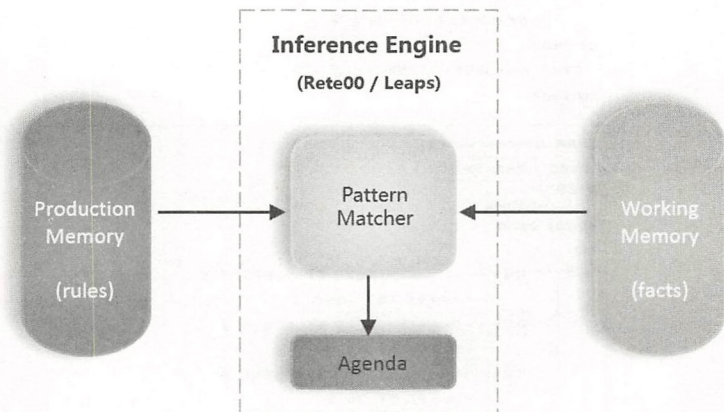 Inference Engine
(Rete00 / Leaps)
Production
Memory
(rules)
Pattern
Matcher
Working
Memory
(facts)
Agenda